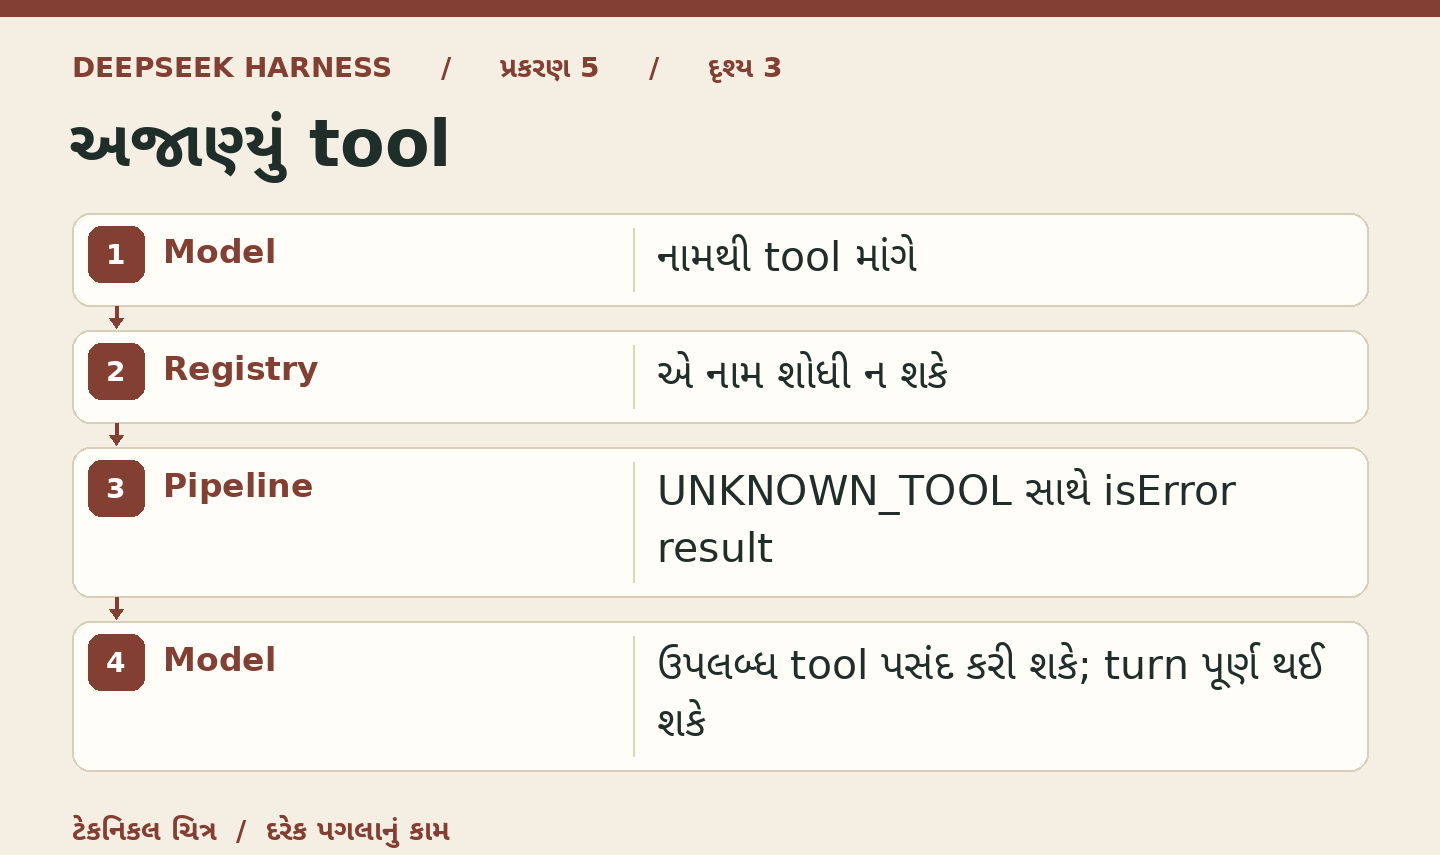 DEEPSEEK HARNESS / પ્રકરણ 5 / દૃશ્ય 3
અજાણ્યું tool
1 Model નામથી tool માંગે
2 Registry એ નામ શોધી ન શકે
3 Pipeline UNKNOWN_TOOL સાથે isError
result
4 Model ઉપલબ્ધ tool પસંદ કરી શકે; turn પૂર્ણ થઈ
શકે
ટેકનિકલ ચિત્ર / દરેક પગલાનું કામ